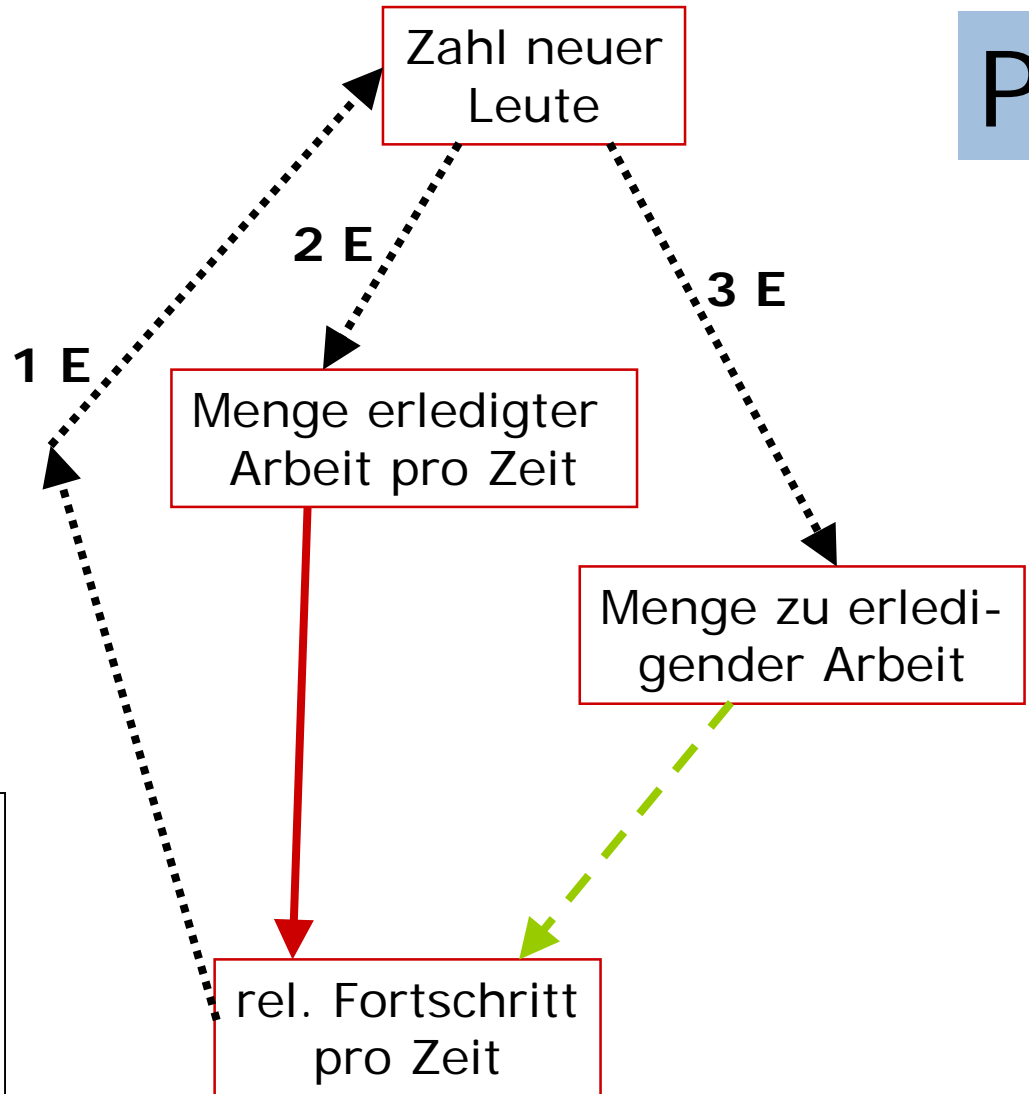 Zahl neuer
Leute
P
2 E
3 E
1 E
Menge erledigter
Arbeit pro Zeit
Menge zu erledi-
gender Arbeit
rel. Fortschritt
pro Zeit